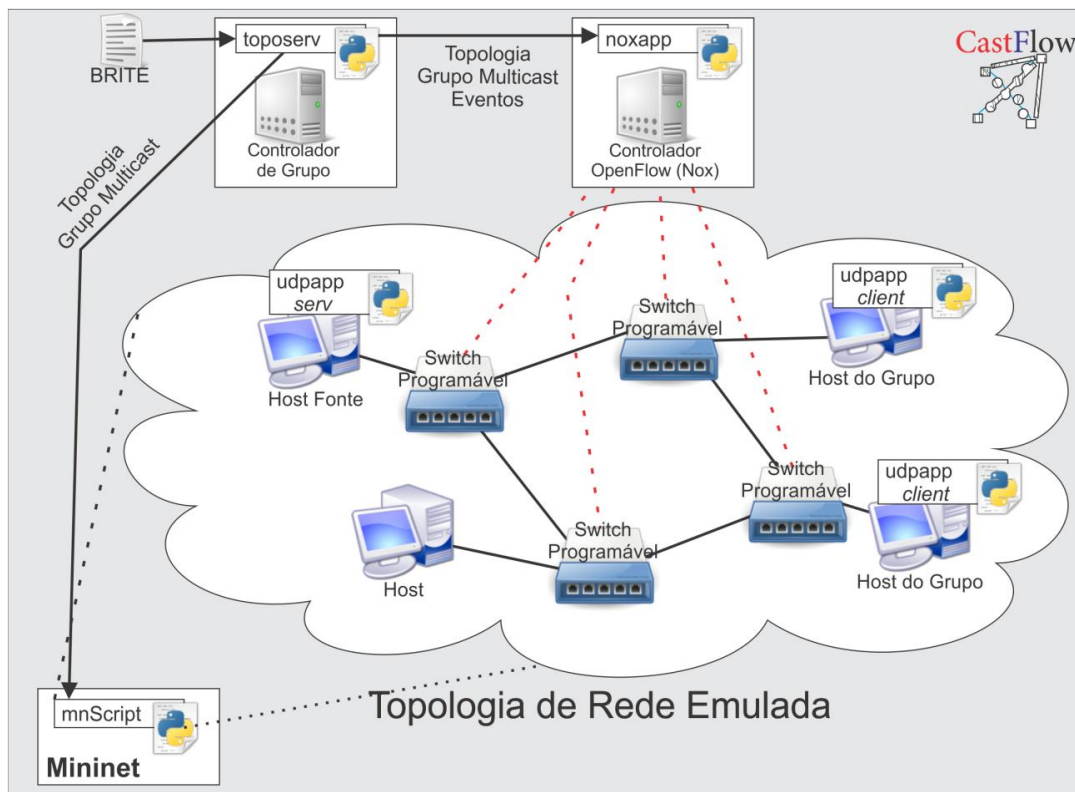 BRITE
toposerv
Controlador
de Grupo
Topologia
Grupo Multicast
Eventos
noxapp
Controlador
OpenFlow (Nox)
CastFlow
Topologia
Grupo Multicast
udpapp
serv
Host Fonte
Switch
Programável
Switch
Programável
udpapp
client
Host do Grupo
Host
Switch
Programável
Switch
Programável
udpapp
client
Host do Grupo
Topologia de Rede Emulada
mnScript
Mininet